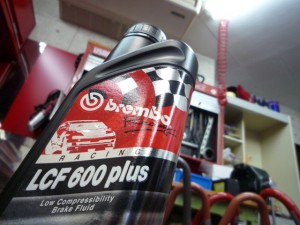 brembo
RACING
LCF 600 plus
Low Compressibility
Brake Fluid